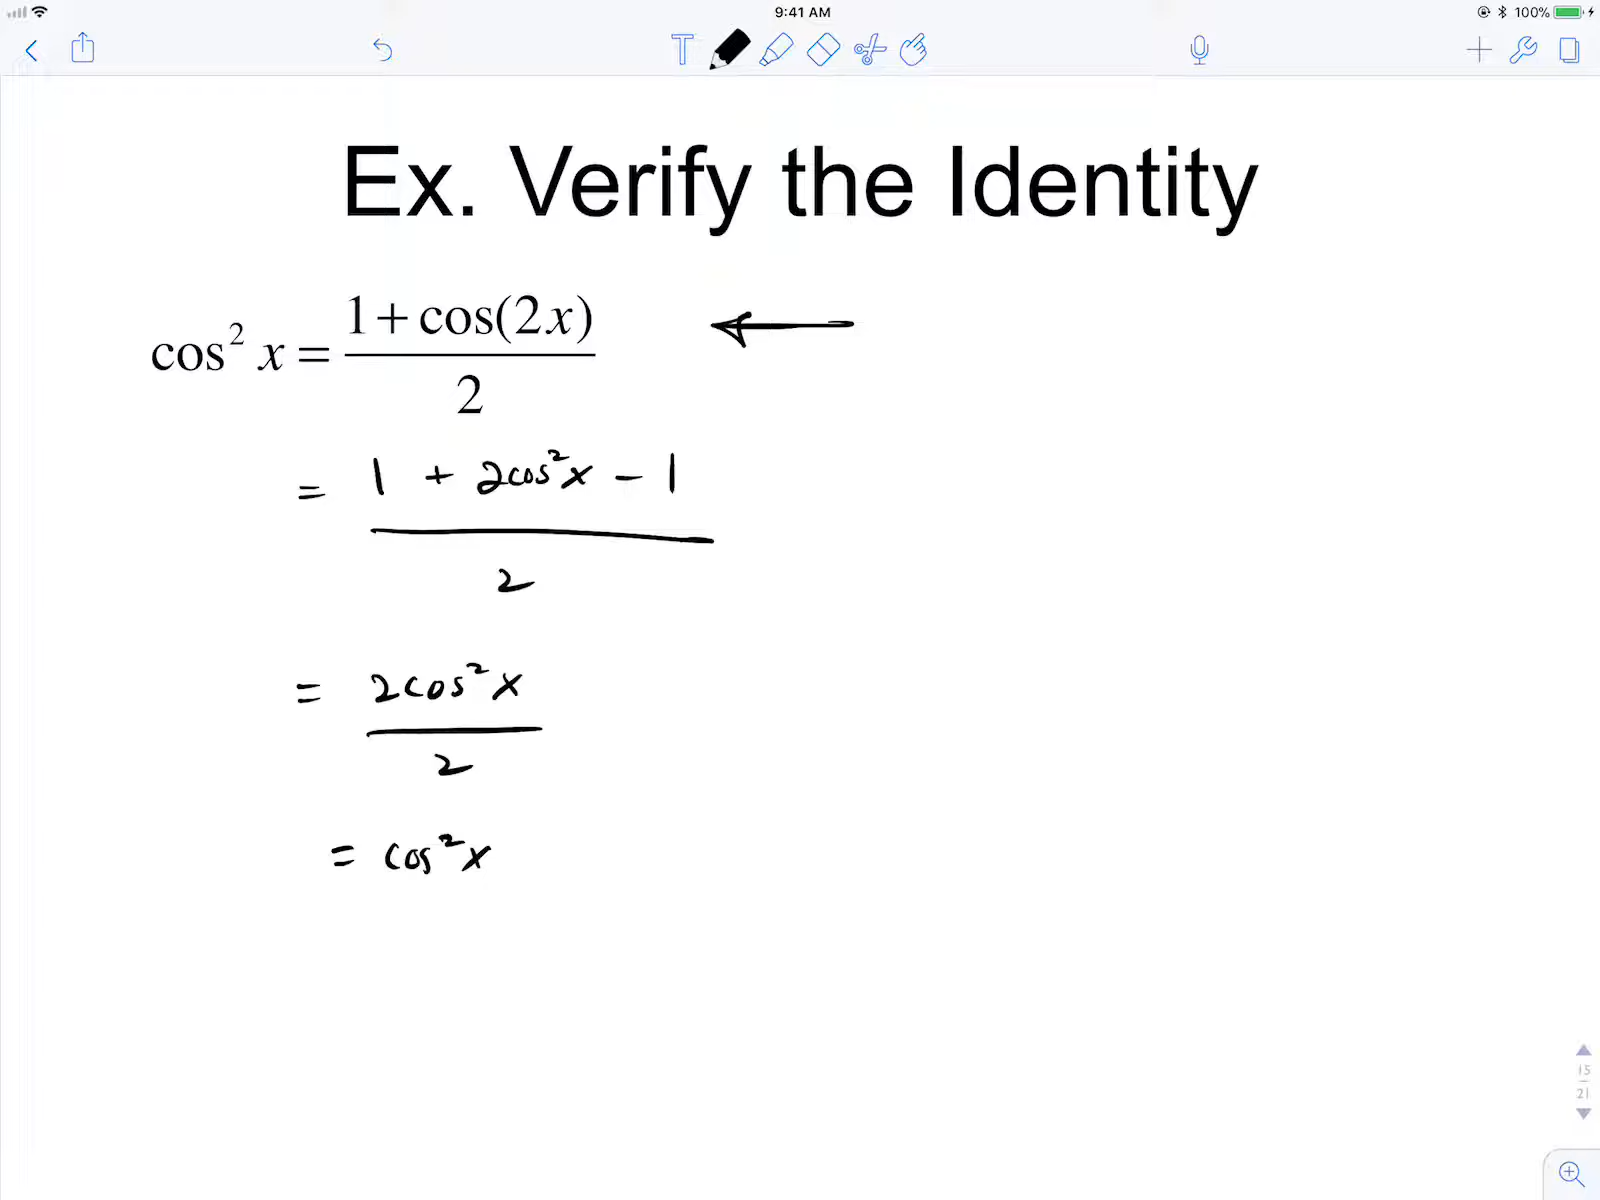 9:41 AM
100%
T
Ex. Verify the Identity
cos² x = (1 + cos(2x)) / 2
= (1 + 2cos²x − 1) / 2
= 2cos²x / 2
= cos²x
15
21